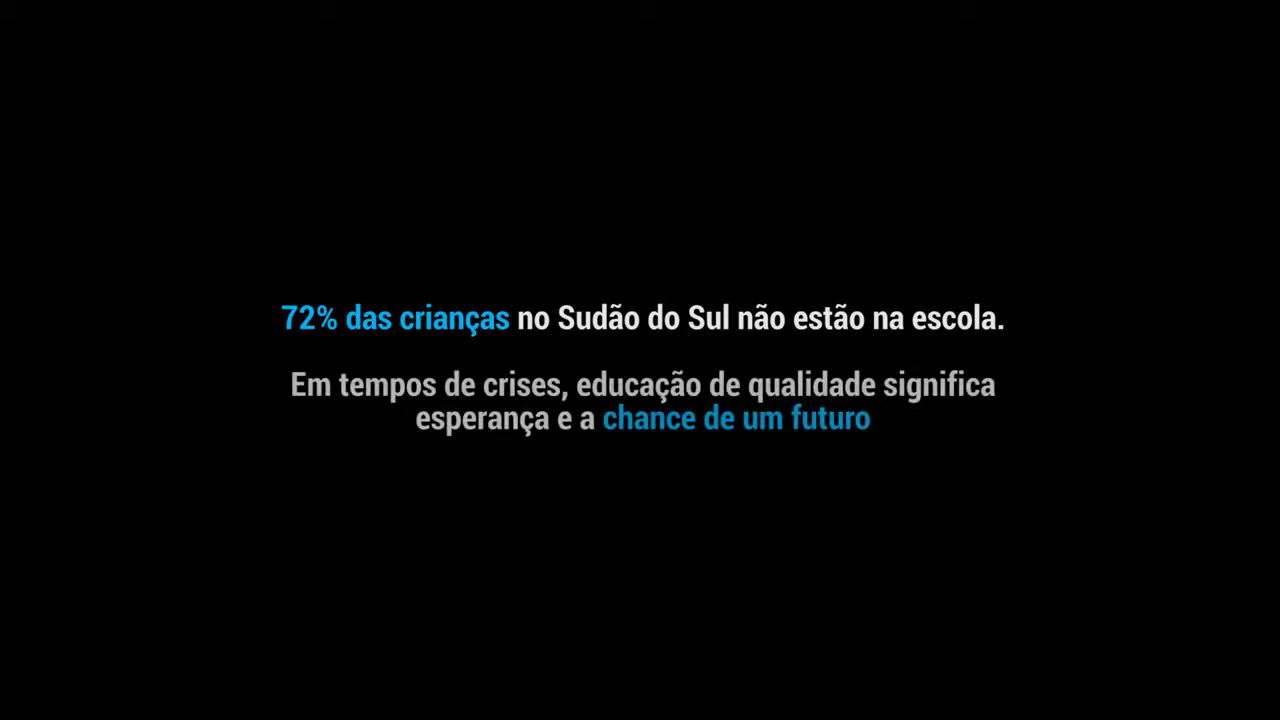 72% das crianças no Sudão do Sul não estão na escola.
Em tempos de crises, educação de qualidade significa
esperança e a chance de um futuro